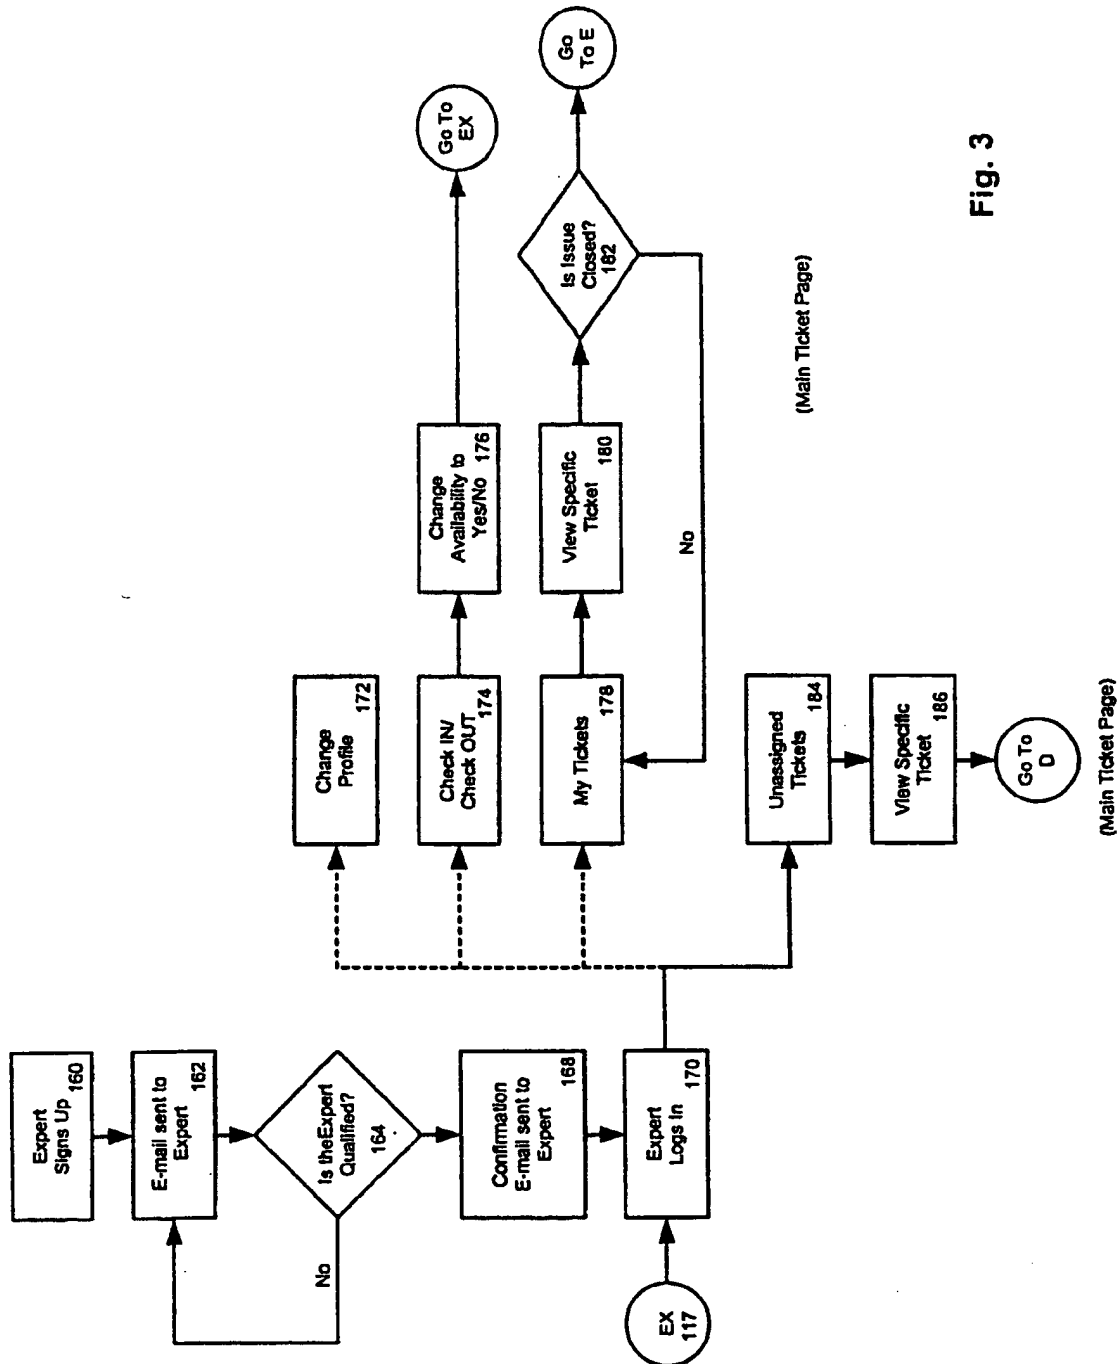 Expert
Signs Up
160
E-mail sent to
Expert
162
Is theExpert
Qualified?
164
No
Confirmation
E-mail sent to
Expert
168
EX
117
Expert
Logs In
170
Change
Profile
172
Check IN/
Check OUT
174
Change
Availability to
Yes/No 176
Go To
EX
My Tickets
178
View Specific
Ticket
180
Is Issue
Closed?
182
Go
To E
No
Unassigned
Tickets
184
View Specific
Ticket
186
Go To
D
(Main Ticket Page)
(Main Ticket Page)
Fig. 3